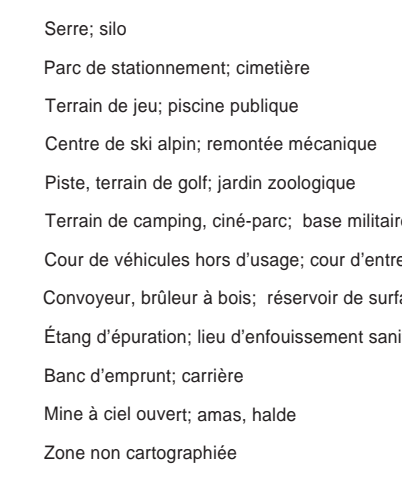 Serre; silo
Parc de stationnement; cimetière
Terrain de jeu; piscine publique
Centre de ski alpin; remontée mécanique
Piste, terrain de golf; jardin zoologique
Terrain de camping, ciné-parc; base militaire
Cour de véhicules hors d'usage; cour d'entre
Convoyeur, brûleur à bois; réservoir de surfa
Étang d'épuration; lieu d'enfouissement sani
Banc d'emprunt; carrière
Mine à ciel ouvert; amas, halde
Zone non cartographiée